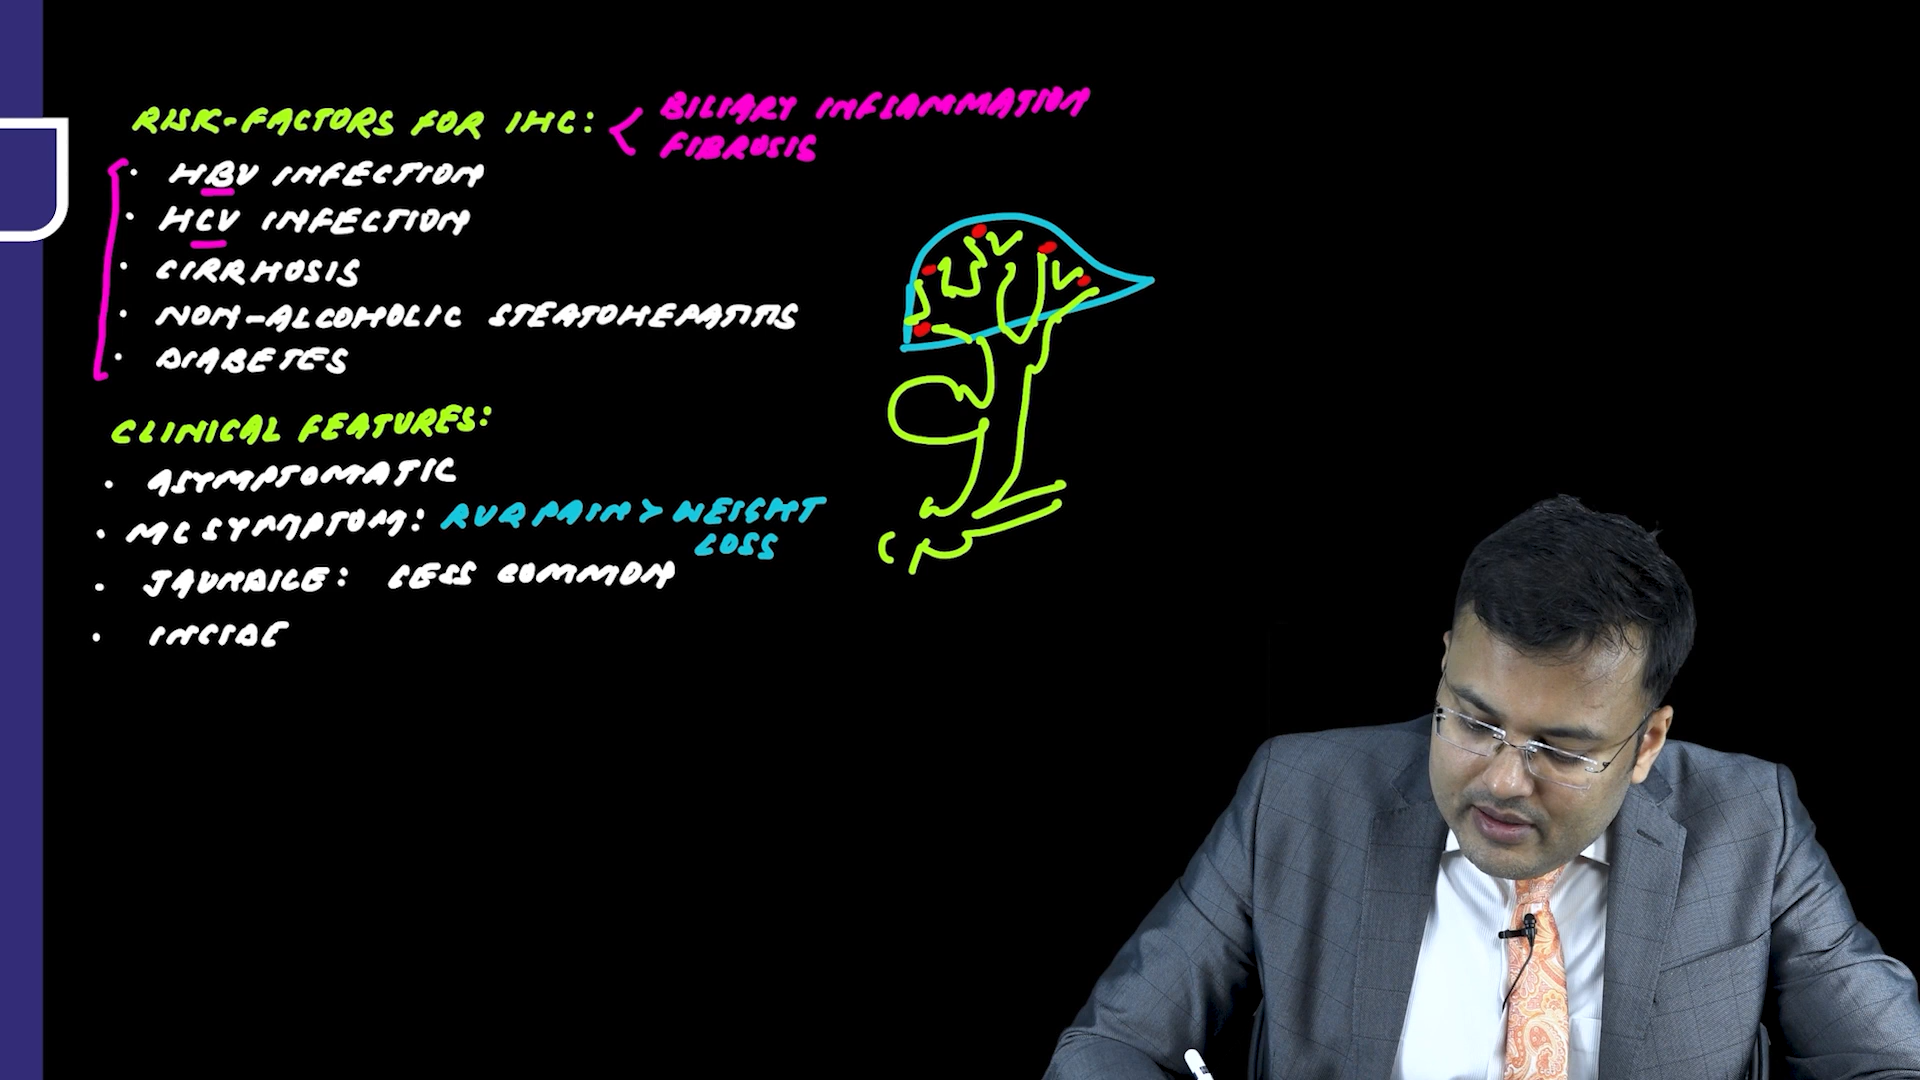 RISK-FACTORS FOR IHC: < BILIARY INFLAMMATION
FIBROSIS
· HBV INFECTION
· HCV INFECTION
· CIRRHOSIS
· NON-ALCOHOLIC STEATOHEPATITIS
· DIABETES
CLINICAL FEATURES:
· ASYMPTOMATIC
· MC SYMPTOM: RUQ PAIN > WEIGHT
LOSS
· JAUNDICE: LESS COMMON
· INCIDE